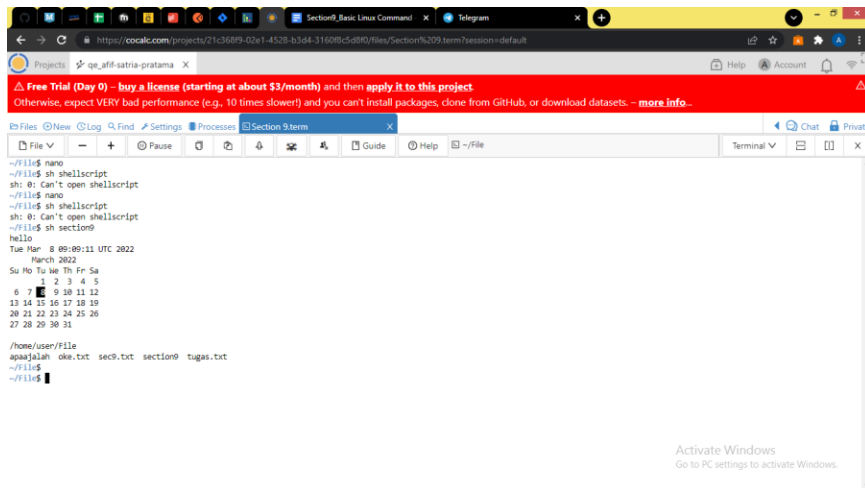 Section9_Basic Linux Command
Telegram
https://cocalc.com/projects/21c368f9-02e1-4528-b3d4-3160f8c5d8f0/files/Section%209.term?session=default
Projects
qe_afif-satria-pratama
Help
Account
Free Trial (Day 0) – buy a license (starting at about $3/month) and then apply it to this project.
Otherwise, expect VERY bad performance (e.g., 10 times slower!) and you can't install packages, clone from GitHub, or download datasets. – more info...
Files New Log Find Settings Processes Section 9.term Chat Privat
File Pause Guide Help ~/File Terminal
~/File$ nano
~/File$ sh shellscript
sh: 0: Can't open shellscript
~/File$ nano
~/File$ sh shellscript
sh: 0: Can't open shellscript
~/File$ sh section9
hello
Tue Mar  8 09:09:11 UTC 2022
March 2022
Su Mo Tu We Th Fr Sa
1 2 3 4 5
6 7 8 9 10 11 12
13 14 15 16 17 18 19
20 21 22 23 24 25 26
27 28 29 30 31
/home/user/File
apaajalah oke.txt sec9.txt section9 tugas.txt
~/File$
~/File$
Activate Windows
Go to PC settings to activate Windows.